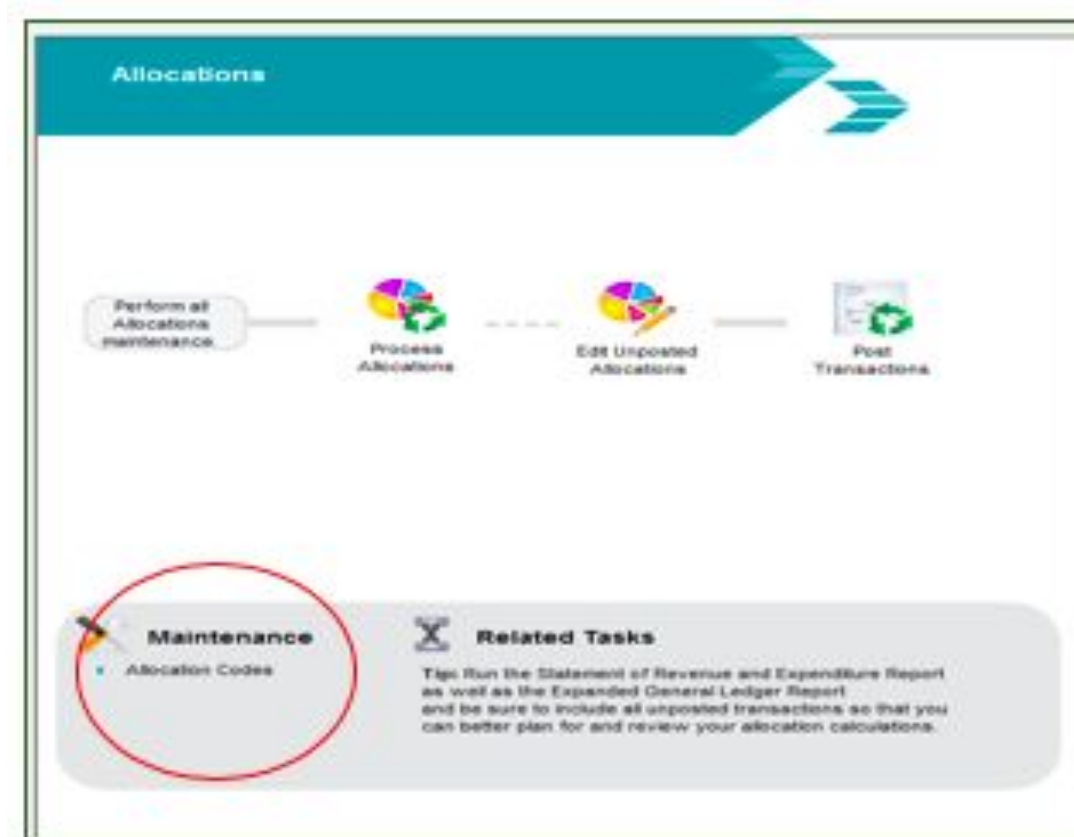 Allocations
Perform all
Allocations
maintenance
Process
Allocations
Edit Unposted
Allocations
Post
Transactions
Maintenance
Allocation Codes
Related Tasks
Tip: Run the Statement of Revenue and Expenditure Report
as well as the Expanded General Ledger Report
and be sure to include all unposted transactions so that you
can better plan for and review your allocation calculations.